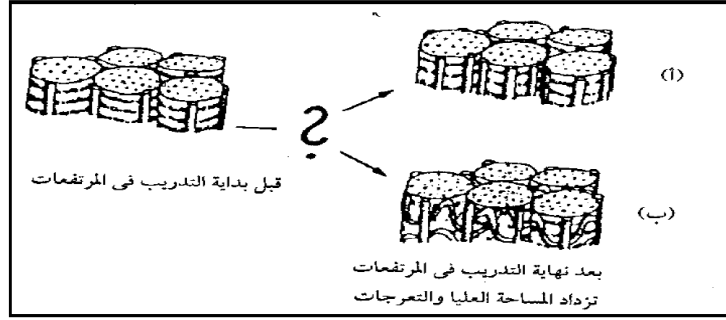 (أ)
؟
قبل بداية التدريب فى المرتفعات
(ب)
بعد نهاية التدريب فى المرتفعات
تزداد المساحة العليا والتعرجات